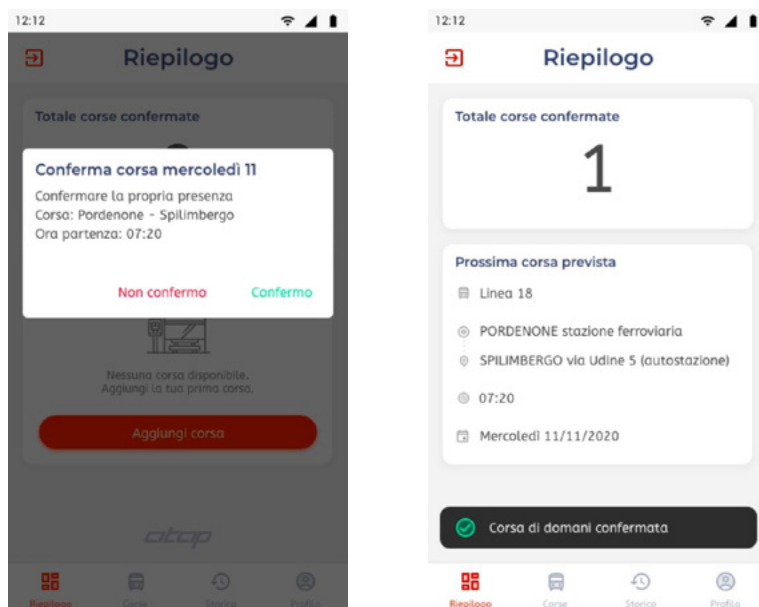 12:12
Riepilogo
Totale corse confermate
Conferma corsa mercoledì 11
Confermare la propria presenza
Corsa: Pordenone - Spilimbergo
Ora partenza: 07:20
Non confermo
Confermo
Nessuna corsa disponibile.
Aggiungi la tua prima corsa.
Aggiungi corsa
atap
Riepilogo
Corse
Storico
Profilo
12:12
Riepilogo
Totale corse confermate
1
Prossima corsa prevista
Linea 18
PORDENONE stazione ferroviaria
SPILIMBERGO via Udine 5 (autostazione)
07:20
Mercoledì 11/11/2020
Corsa di domani confermata
Riepilogo
Corse
Storico
Profilo